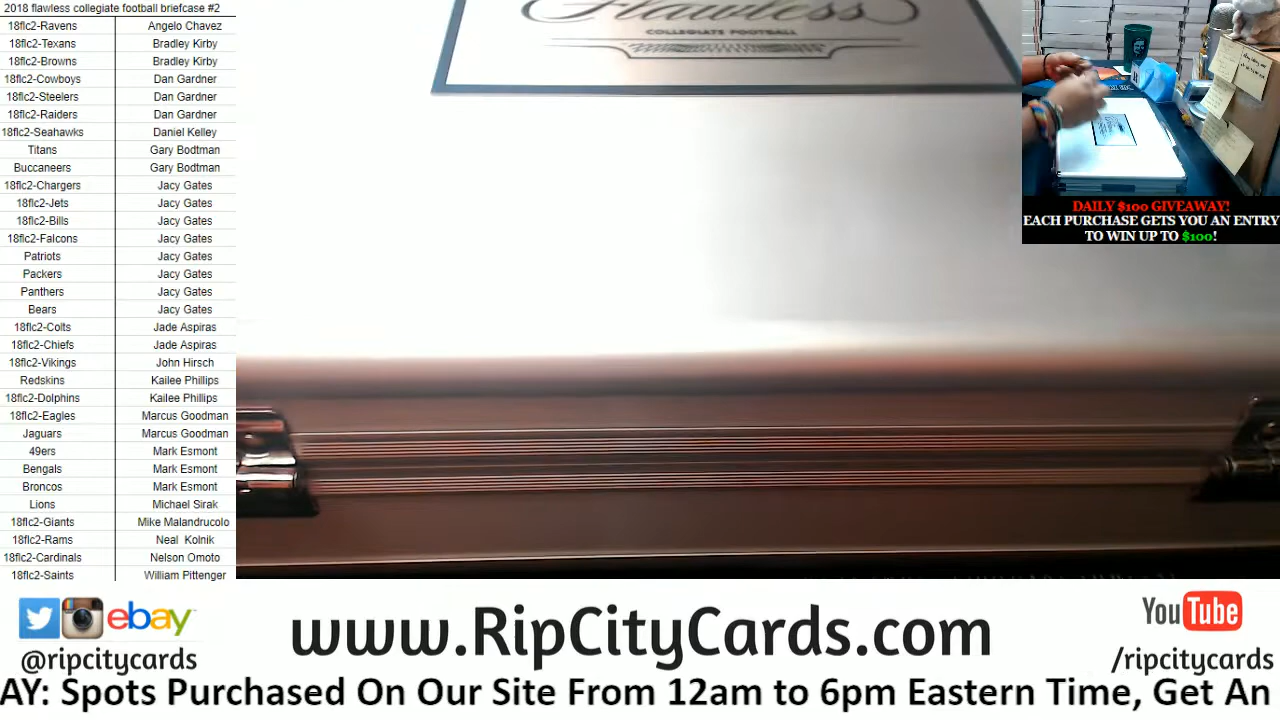 2018 flawless collegiate football briefcase #2
18flc2-Ravens Angelo Chavez
18flc2-Texans Bradley Kirby
18flc2-Browns Bradley Kirby
18flc2-Cowboys Dan Gardner
18flc2-Steelers Dan Gardner
18flc2-Raiders Dan Gardner
18flc2-Seahawks Daniel Kelley
Titans Gary Bodtman
Buccaneers Gary Bodtman
18flc2-Chargers Jacy Gates
18flc2-Jets Jacy Gates
18flc2-Bills Jacy Gates
18flc2-Falcons Jacy Gates
Patriots Jacy Gates
Packers Jacy Gates
Panthers Jacy Gates
Bears Jacy Gates
18flc2-Colts Jade Aspiras
18flc2-Chiefs Jade Aspiras
18flc2-Vikings John Hirsch
Redskins Kailee Phillips
18flc2-Dolphins Kailee Phillips
18flc2-Eagles Marcus Goodman
Jaguars Marcus Goodman
49ers Mark Esmont
Bengals Mark Esmont
Broncos Mark Esmont
Lions Michael Sirak
18flc2-Giants Mike Malandrucolo
18flc2-Rams Neal Kolnik
18flc2-Cardinals Nelson Omoto
18flc2-Saints William Pittenger
Flawless
COLLEGIATE FOOTBALL
DAILY $100 GIVEAWAY!
EACH PURCHASE GETS YOU AN ENTRY
TO WIN UP TO $100!
ebay
@ripcitycards
www.RipCityCards.com
YouTube
/ripcitycards
AY: Spots Purchased On Our Site From 12am to 6pm Eastern Time, Get An